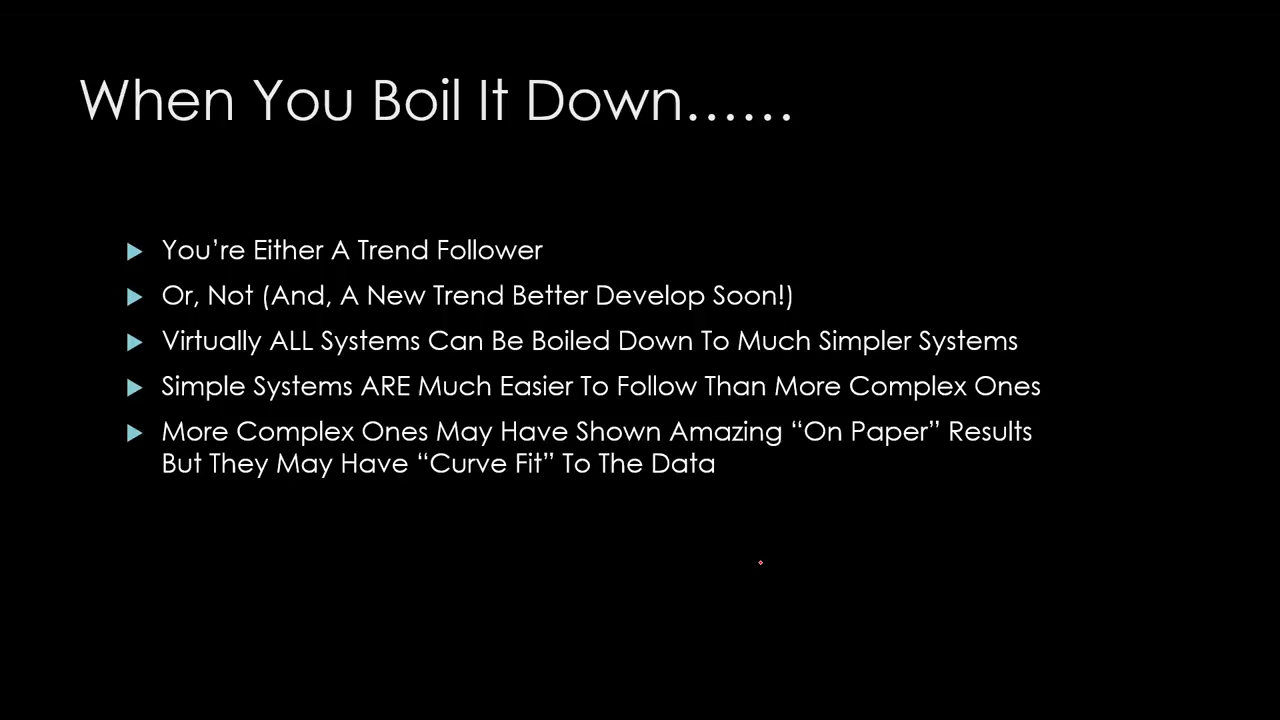 When You Boil It Down......
You’re Either A Trend Follower
Or, Not (And, A New Trend Better Develop Soon!)
Virtually ALL Systems Can Be Boiled Down To Much Simpler Systems
Simple Systems ARE Much Easier To Follow Than More Complex Ones
More Complex Ones May Have Shown Amazing “On Paper” Results
But They May Have “Curve Fit” To The Data